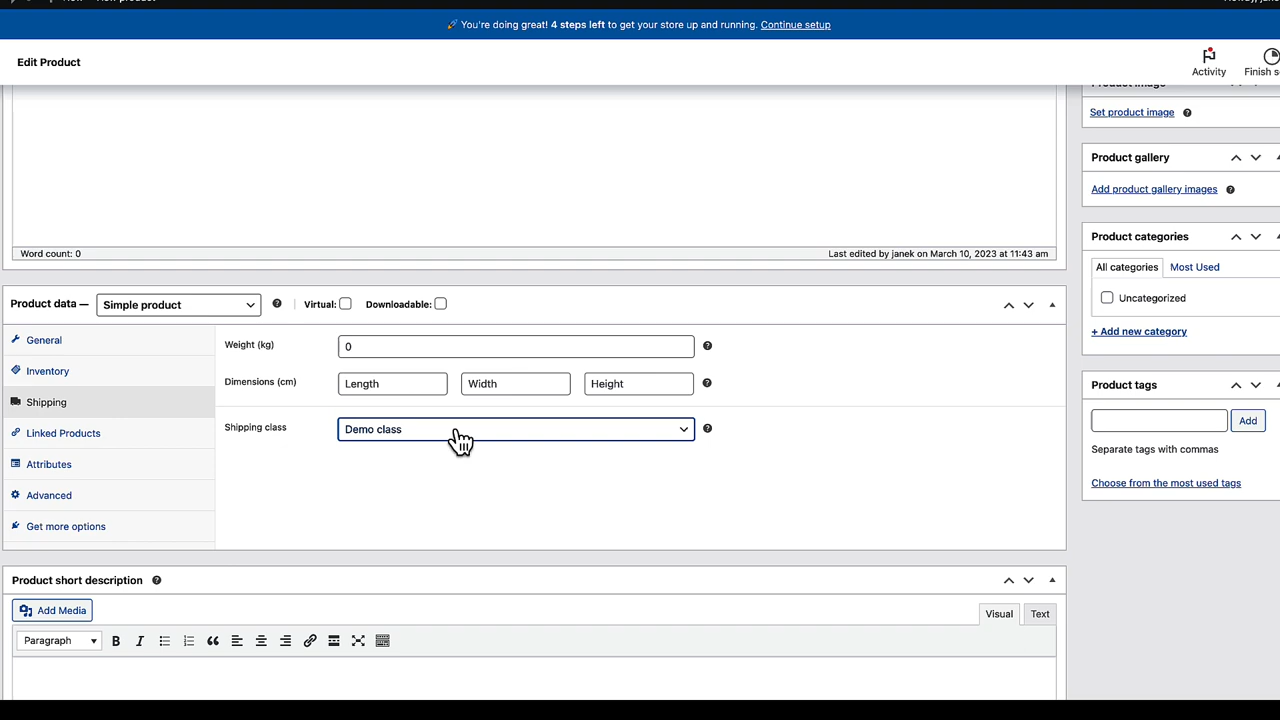 🚀 You're doing great! 4 steps left to get your store up and running. Continue setup
Edit Product
Activity
Finish s
Set product image
Product gallery
Add product gallery images
Word count: 0
Last edited by janek on March 10, 2023 at 11:43 am
Product categories
All categories
Most Used
Uncategorized
+ Add new category
Product data —
Simple product
Virtual:
Downloadable:
General
Inventory
Shipping
Linked Products
Attributes
Advanced
Get more options
Weight (kg)
0
Dimensions (cm)
Length
Width
Height
Shipping class
Demo class
Product tags
Add
Separate tags with commas
Choose from the most used tags
Product short description
Add Media
Visual
Text
Paragraph